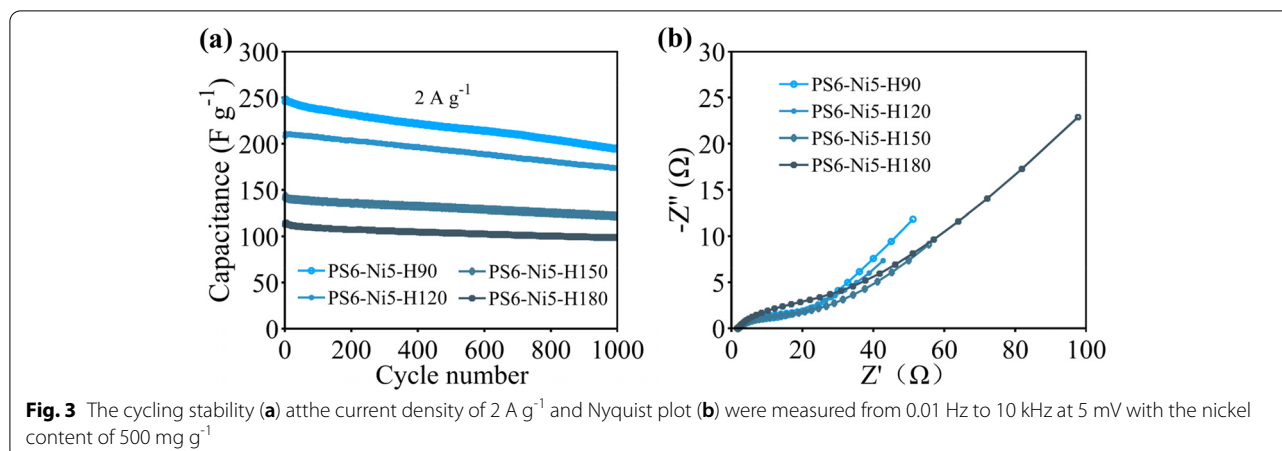 (a)
300
250
200
150
100
50
0
Capacitance (F g⁻¹)
2 A g⁻¹
PS6-Ni5-H90
PS6-Ni5-H150
PS6-Ni5-H120
PS6-Ni5-H180
0 200 400 600 800 1000
Cycle number
(b)
30
25
20
15
10
5
0
-Z" (Ω)
PS6-Ni5-H90
PS6-Ni5-H120
PS6-Ni5-H150
PS6-Ni5-H180
0 20 40 60 80 100
Z' (Ω)
Fig. 3 The cycling stability (a) atthe current density of 2 A g⁻¹ and Nyquist plot (b) were measured from 0.01 Hz to 10 kHz at 5 mV with the nickel
content of 500 mg g⁻¹